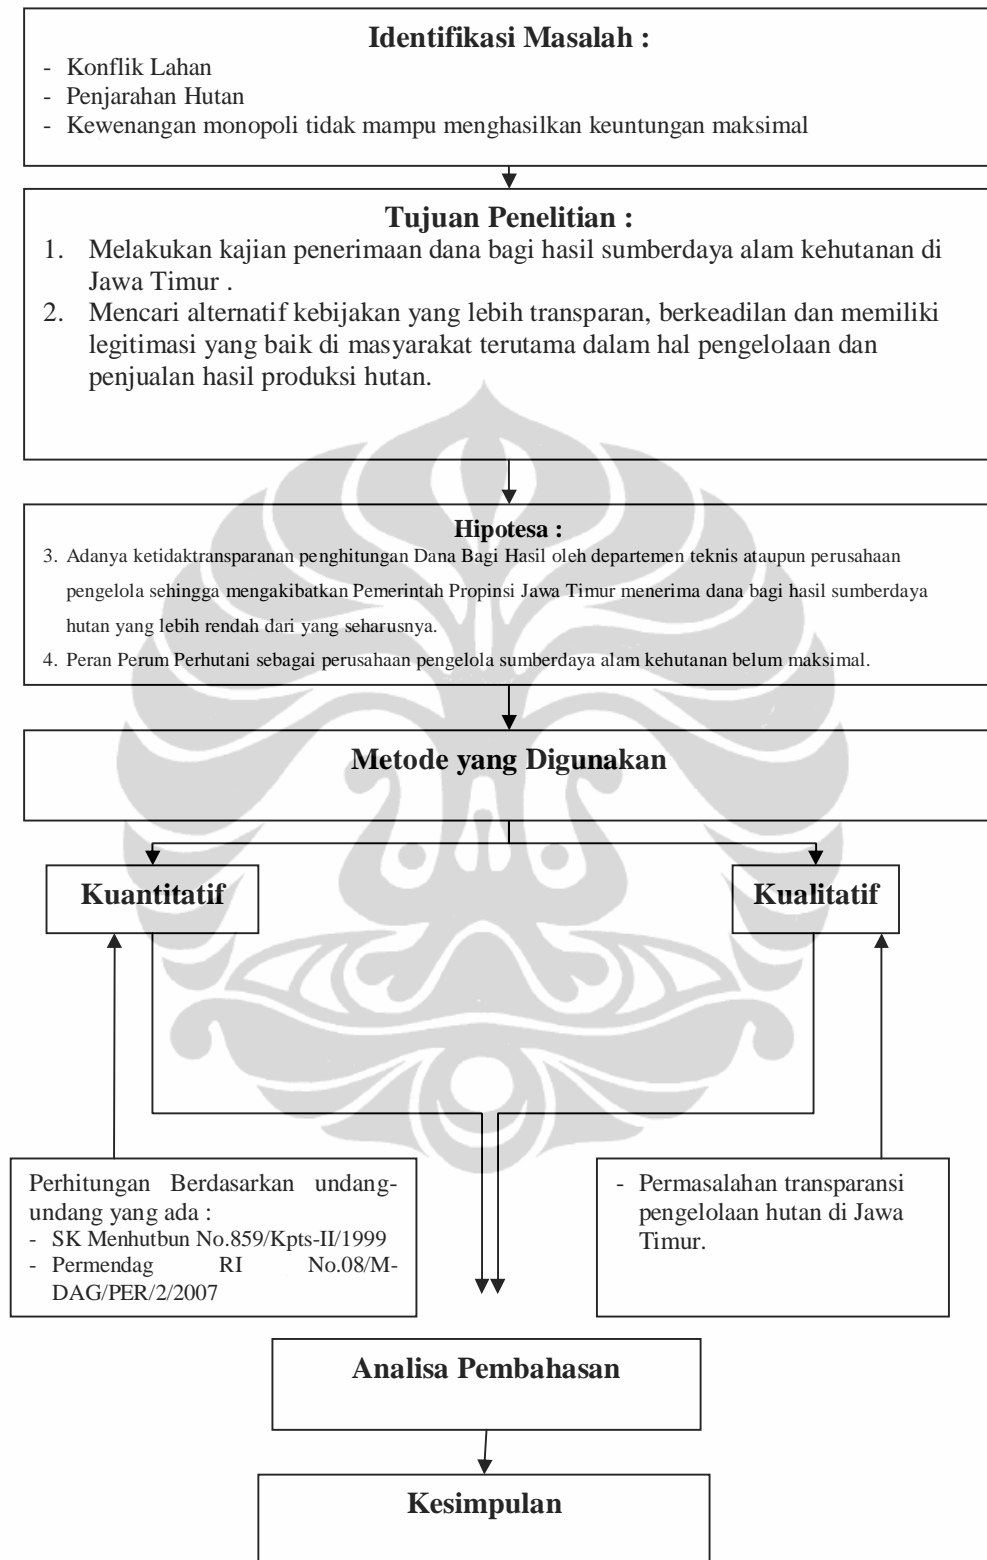 Identifikasi Masalah :
- Konflik Lahan
- Penjarahan Hutan
- Kewenangan monopoli tidak mampu menghasilkan keuntungan maksimal
Tujuan Penelitian :
1. Melakukan kajian penerimaan dana bagi hasil sumberdaya alam kehutanan di
Jawa Timur .
2. Mencari alternatif kebijakan yang lebih transparan, berkeadilan dan memiliki
legitimasi yang baik di masyarakat terutama dalam hal pengelolaan dan
penjualan hasil produksi hutan.
Hipotesa :
3. Adanya ketidaktransparanan penghitungan Dana Bagi Hasil oleh departemen teknis ataupun perusahaan
pengelola sehingga mengakibatkan Pemerintah Propinsi Jawa Timur menerima dana bagi hasil sumberdaya
hutan yang lebih rendah dari yang seharusnya.
4. Peran Perum Perhutani sebagai perusahaan pengelola sumberdaya alam kehutanan belum maksimal.
Metode yang Digunakan
Kuantitatif
Kualitatif
Perhitungan Berdasarkan undang-
undang yang ada :
- SK Menhutbun No.859/Kpts-II/1999
- Permendag RI No.08/M-
DAG/PER/2/2007
- Permasalahan transparansi
pengelolaan hutan di Jawa
Timur.
Analisa Pembahasan
Kesimpulan